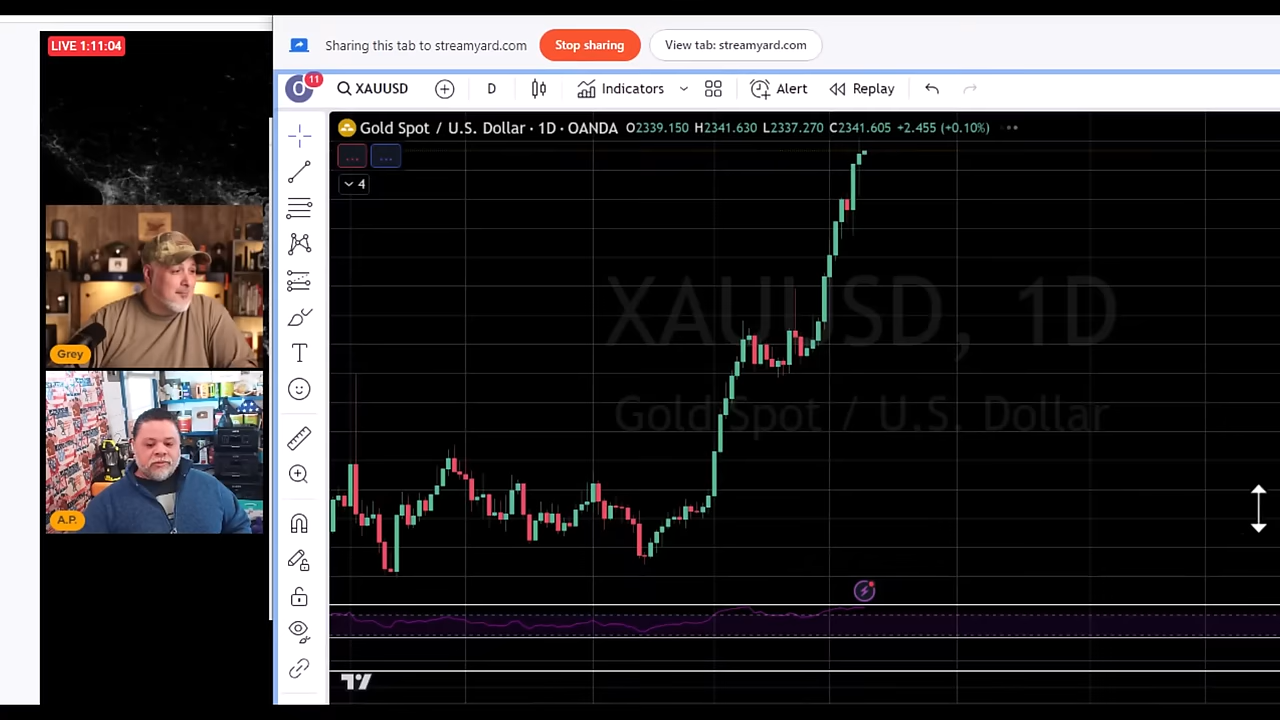 LIVE 1:11:04
Sharing this tab to streamyard.com
Stop sharing
View tab: streamyard.com
O
11
XAUUSD
D
Indicators
Alert
Replay
Gold Spot / U.S. Dollar · 1D · OANDA O2339.150 H2341.630 L2337.270 C2341.605 +2.455 (+0.10%)
...
...
4
XAUUSD, 1D
Gold Spot / U.S. Dollar
Grey
A.P.
T